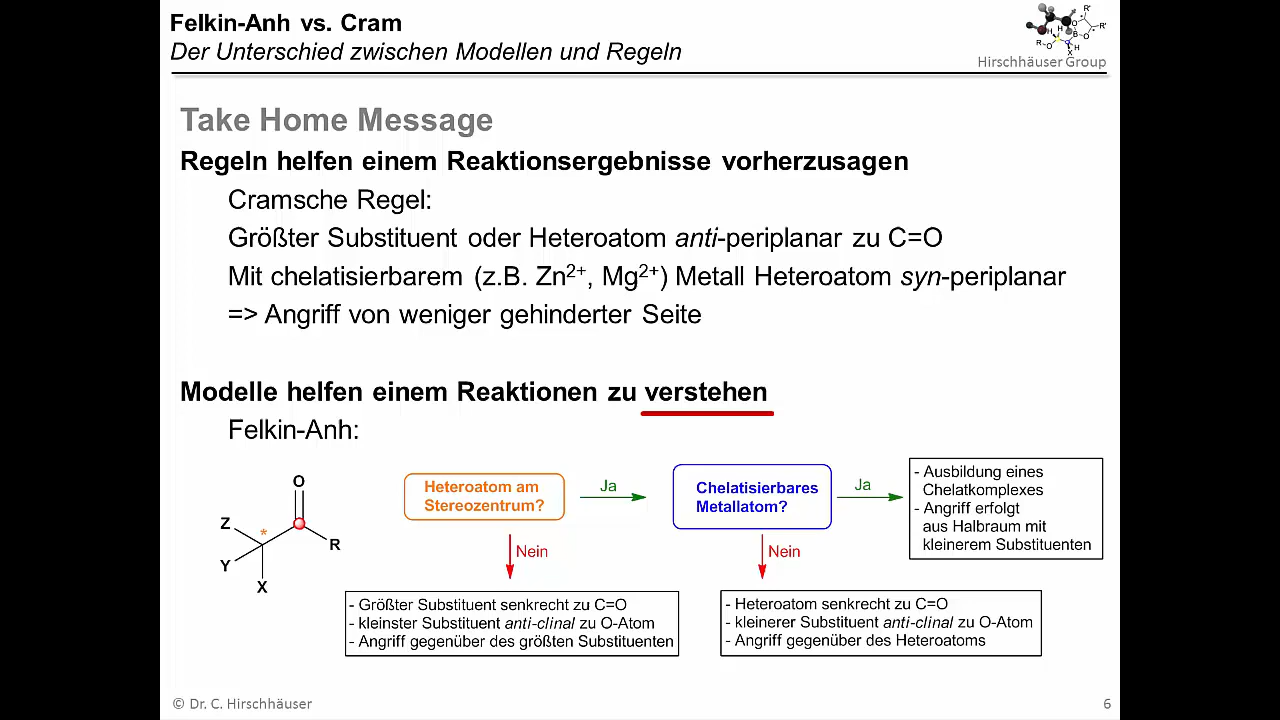 Felkin-Anh vs. Cram
Der Unterschied zwischen Modellen und Regeln
Hirschhäuser Group
R'
R'
O
O
B
H
H
R
O
H
X
Take Home Message
Regeln helfen einem Reaktionsergebnisse vorherzusagen
Cramsche Regel:
Größter Substituent oder Heteroatom anti-periplanar zu C=O
Mit chelatisierbarem (z.B. Zn²⁺, Mg²⁺) Metall Heteroatom syn-periplanar
=> Angriff von weniger gehinderter Seite
Modelle helfen einem Reaktionen zu verstehen
Felkin-Anh:
O
Z
*
R
Y
X
Heteroatom am
Stereozentrum?
Ja
Chelatisierbares
Metallatom?
Ja
- Ausbildung eines
Chelatkomplexes
- Angriff erfolgt
aus Halbraum mit
kleinerem Substituenten
Nein
Nein
- Größter Substituent senkrecht zu C=O
- kleinster Substituent anti-clinal zu O-Atom
- Angriff gegenüber des größten Substituenten
- Heteroatom senkrecht zu C=O
- kleinerer Substituent anti-clinal zu O-Atom
- Angriff gegenüber des Heteroatoms
© Dr. C. Hirschhäuser
6